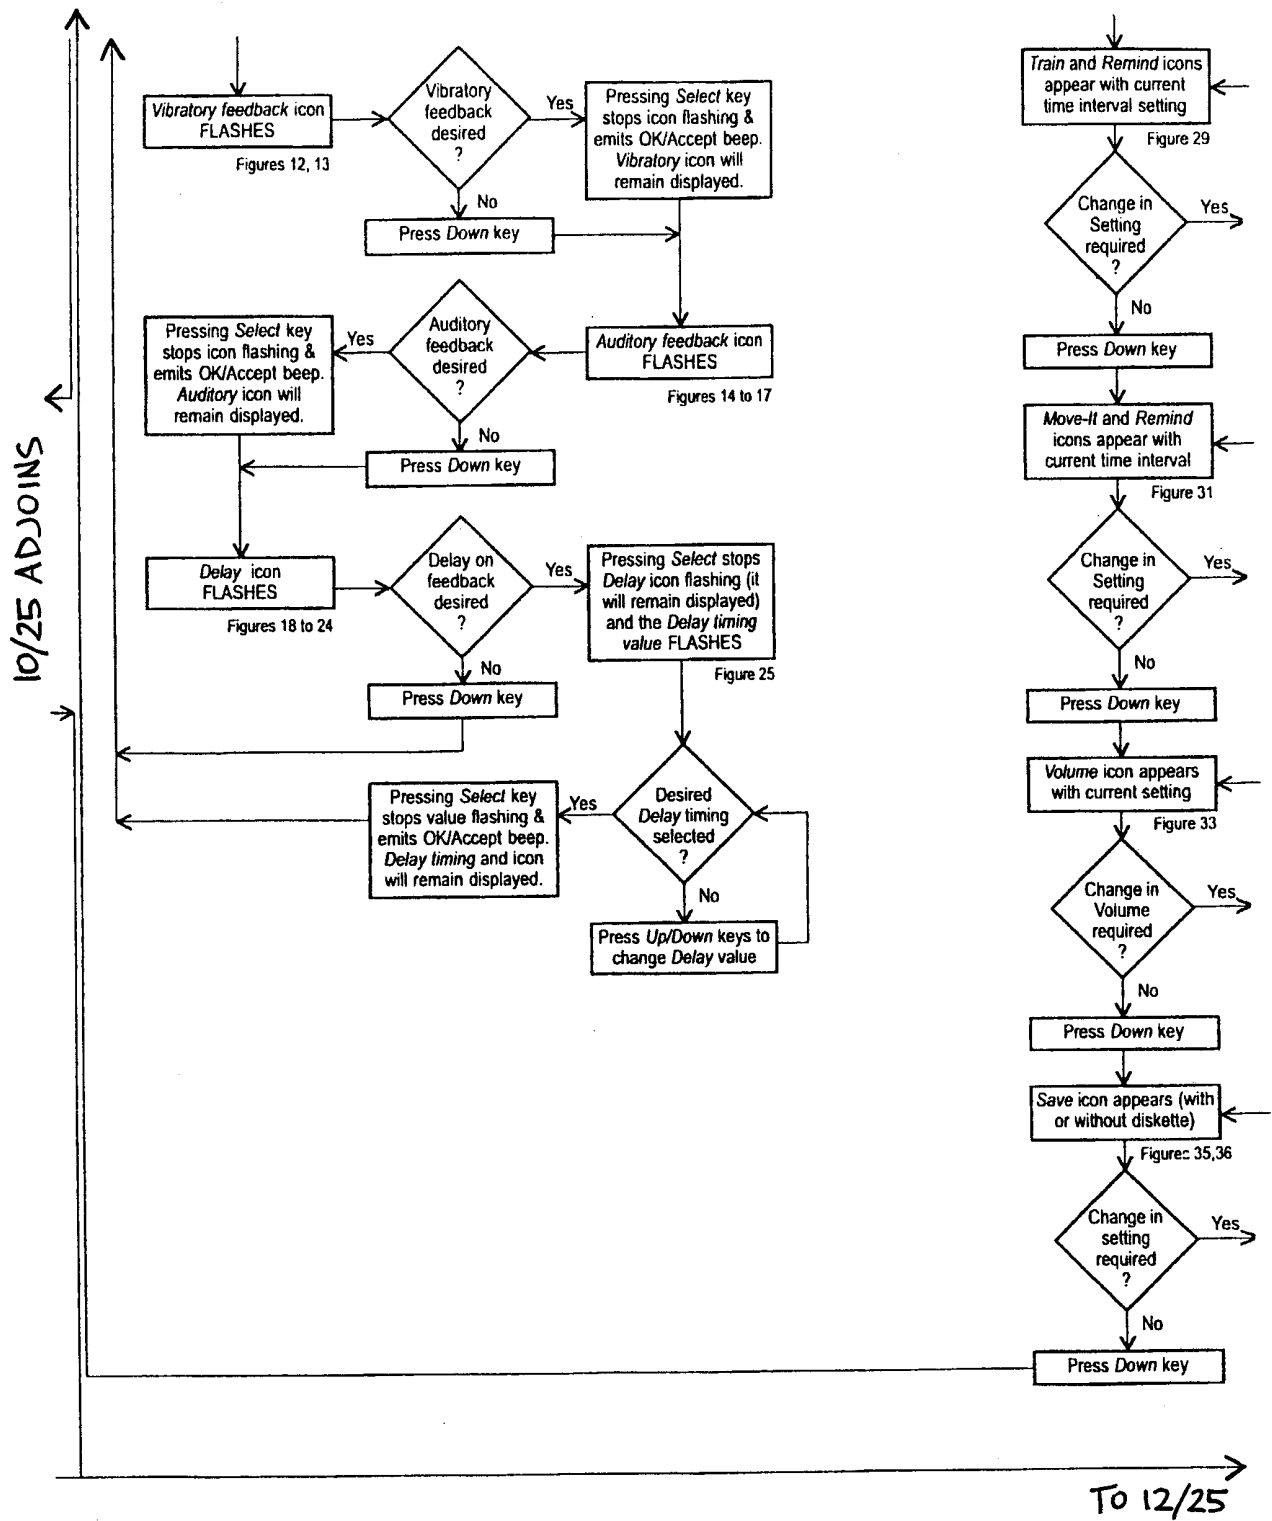 Vibratory feedback icon
FLASHES
Figures 12, 13
Vibratory
feedback
desired
?
Yes
Pressing Select key
stops icon flashing &
emits OK/Accept beep.
Vibratory icon will
remain displayed.
No
Press Down key
Auditory feedback icon
FLASHES
Figures 14 to 17
Auditory
feedback
desired
?
Yes
Pressing Select key
stops icon flashing &
emits OK/Accept beep.
Auditory icon will
remain displayed.
No
Press Down key
Delay icon
FLASHES
Figures 18 to 24
Delay on
feedback
desired
?
Yes
Pressing Select stops
Delay icon flashing (it
will remain displayed)
and the Delay timing
value FLASHES
Figure 25
No
Press Down key
Desired
Delay timing
selected
?
Yes
Pressing Select key
stops value flashing &
emits OK/Accept beep.
Delay timing and icon
will remain displayed.
No
Press Up/Down keys to
change Delay value
Train and Remind icons
appear with current
time interval setting
Figure 29
Change in
Setting
required
?
Yes
No
Press Down key
Move-It and Remind
icons appear with
current time interval
Figure 31
Change in
Setting
required
?
Yes
No
Press Down key
Volume icon appears
with current setting
Figure 33
Change in
Volume
required
?
Yes
No
Press Down key
Save icon appears (with
or without diskette)
Figures 35,36
Change in
setting
required
?
Yes
No
Press Down key
10/25 ADJOINS
TO 12/25